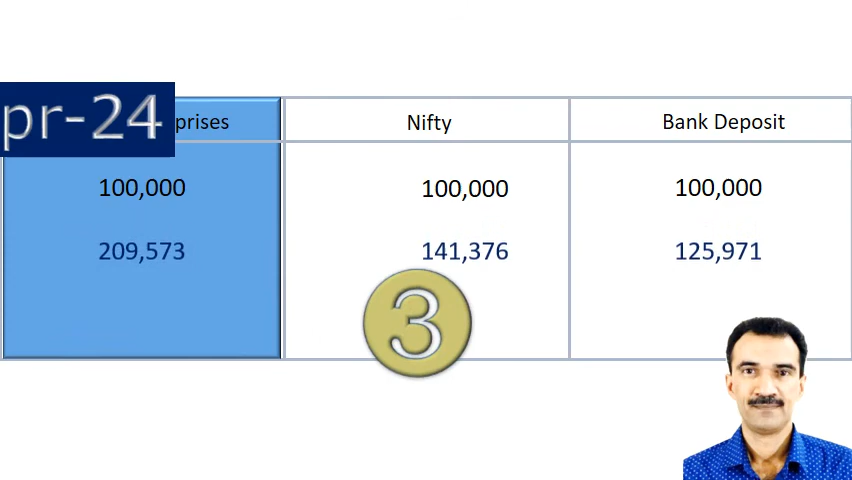 pr-24
prises
Nifty
Bank Deposit
100,000
100,000
100,000
209,573
141,376
125,971
3